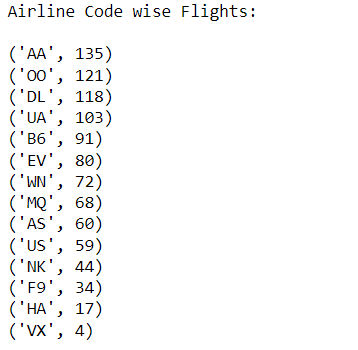 Airline Code wise Flights:
('AA', 135)
('OO', 121)
('DL', 118)
('UA', 103)
('B6', 91)
('EV', 80)
('WN', 72)
('MQ', 68)
('AS', 60)
('US', 59)
('NK', 44)
('F9', 34)
('HA', 17)
('VX', 4)